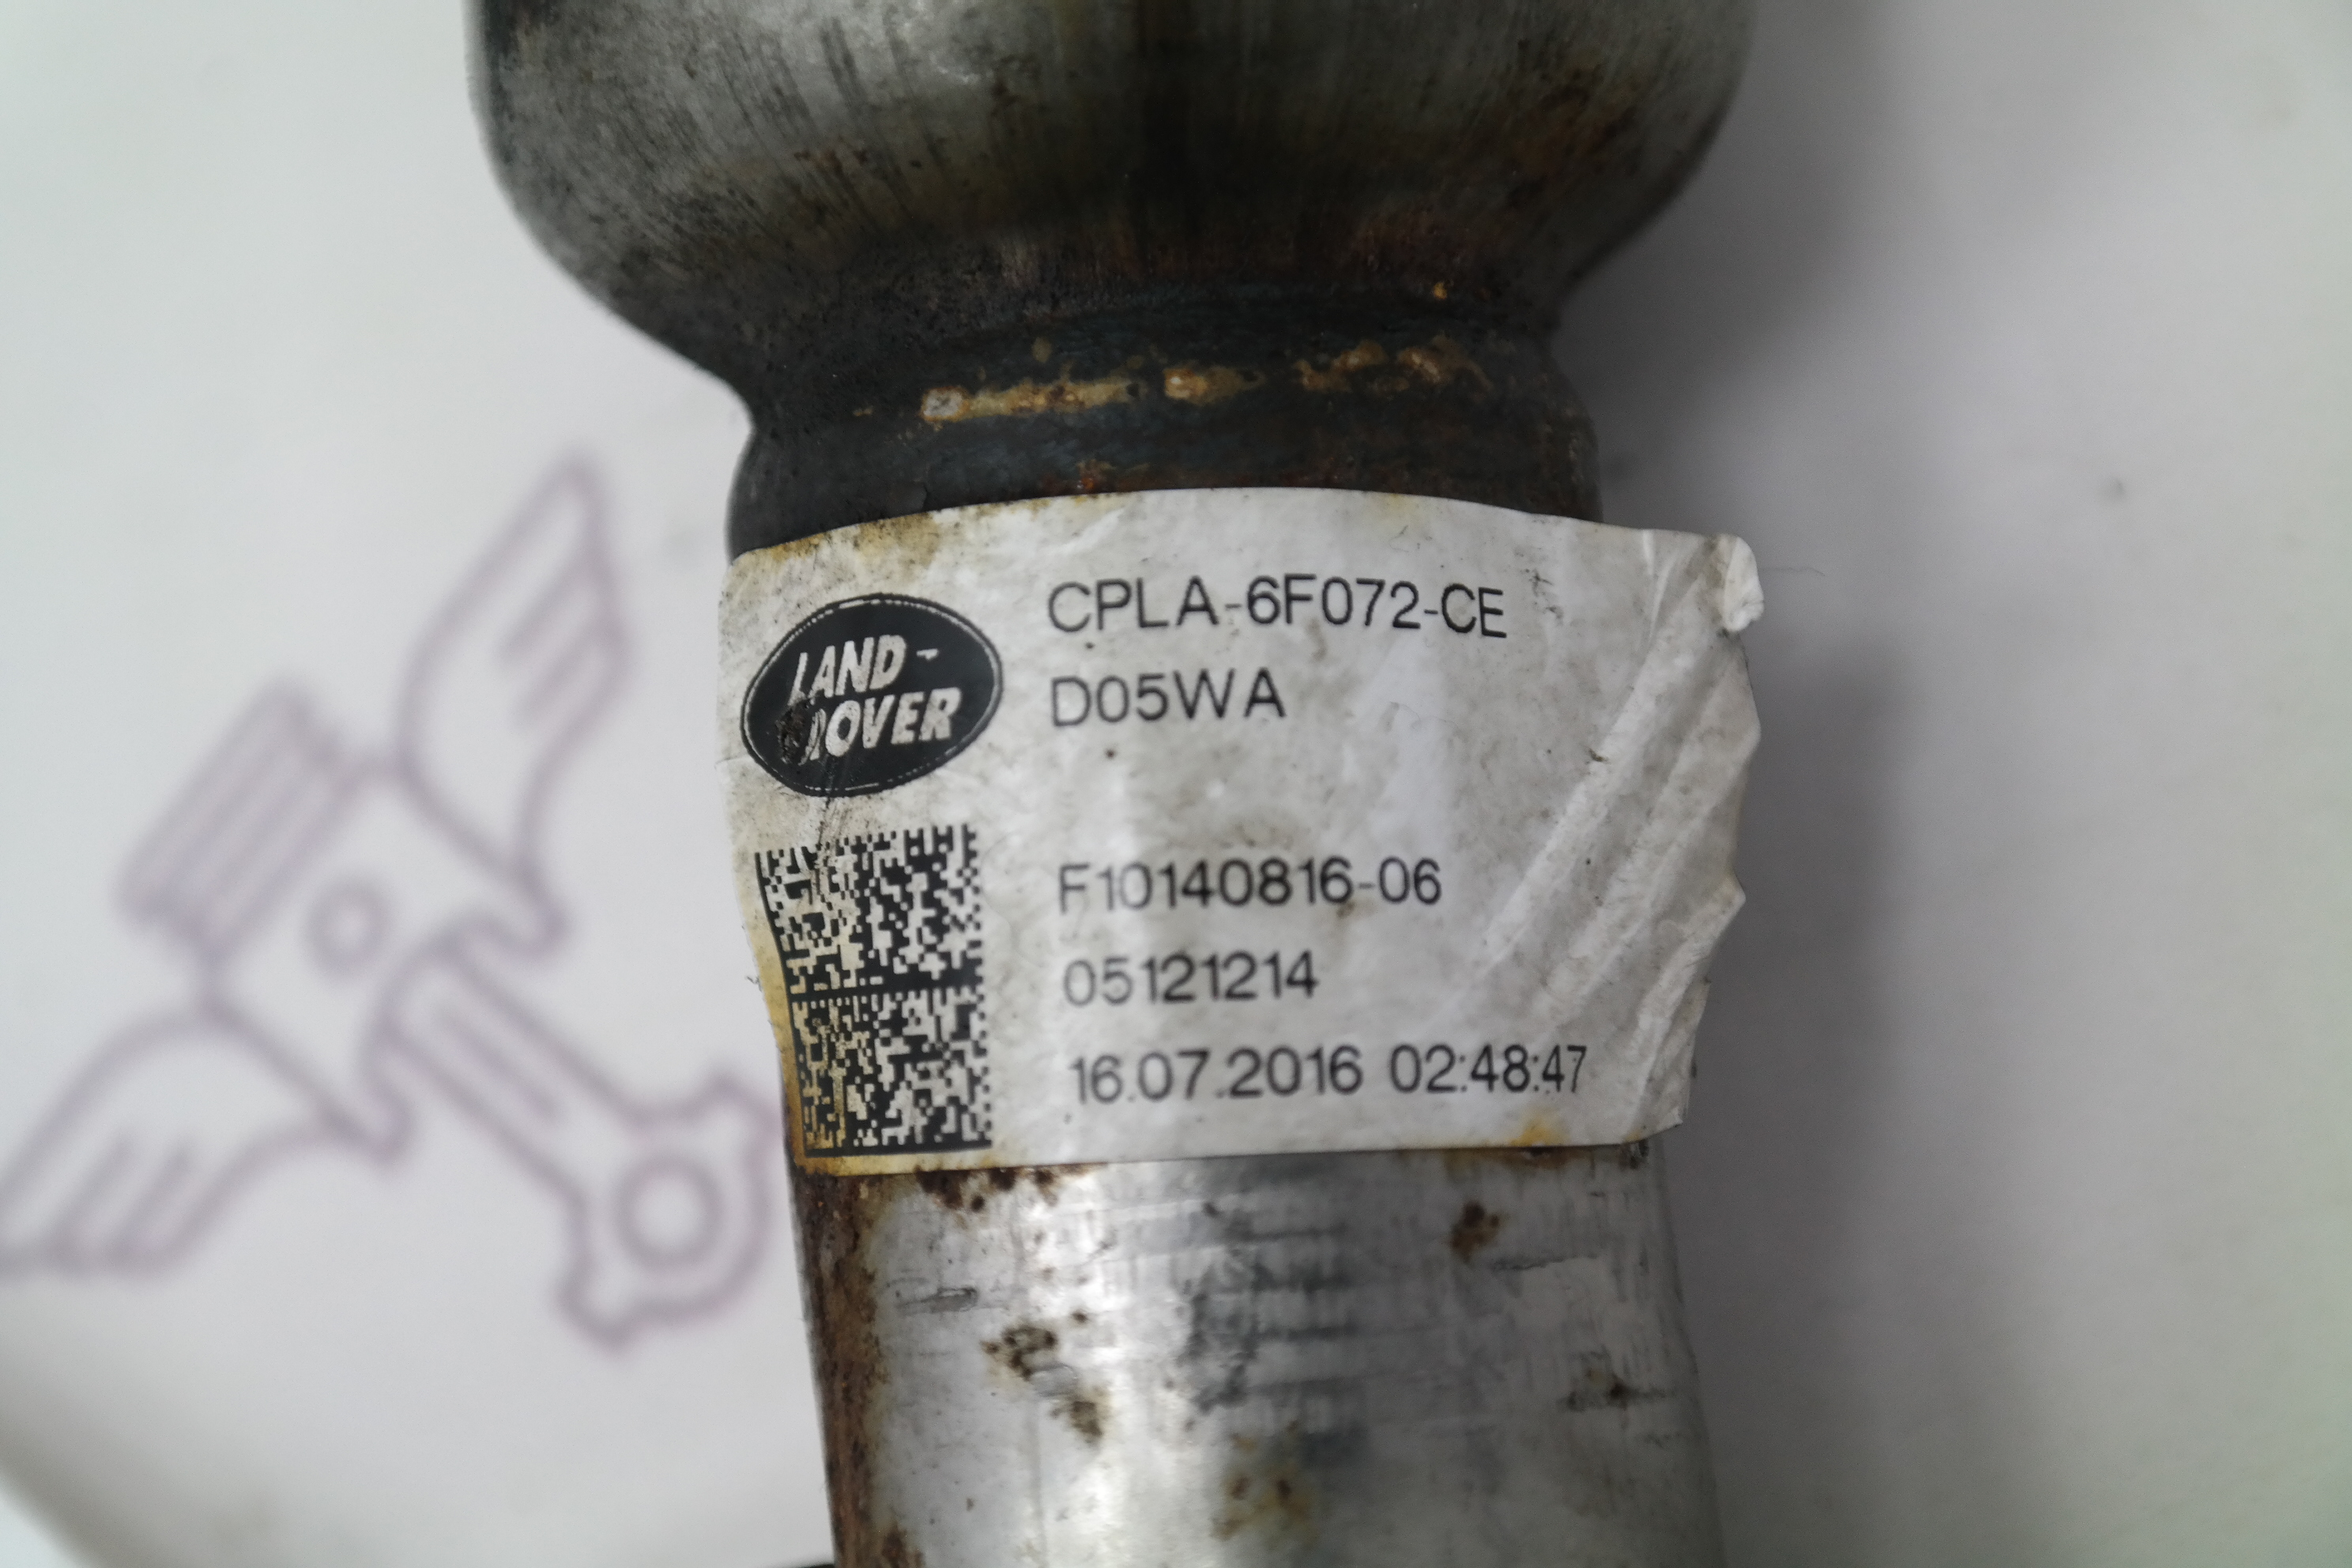 LAND-
ROVER
CPLA-6F072-CE
D05WA
F10140816-06
05121214
16.07.2016 02:48:47